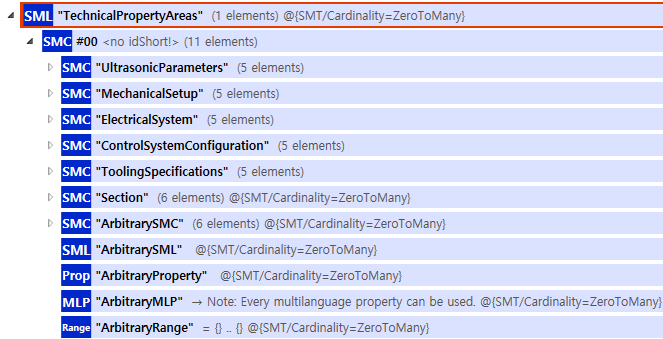 SML "TechnicalPropertyAreas" (1 elements) @{SMT/Cardinality=ZeroToMany}
SMC #00 <no idShort!> (11 elements)
SMC "UltrasonicParameters" (5 elements)
SMC "MechanicalSetup" (5 elements)
SMC "ElectricalSystem" (5 elements)
SMC "ControlSystemConfiguration" (5 elements)
SMC "ToolingSpecifications" (5 elements)
SMC "Section" (6 elements) @{SMT/Cardinality=ZeroToMany}
SMC "ArbitrarySMC" (6 elements) @{SMT/Cardinality=ZeroToMany}
SML "ArbitrarySML" @{SMT/Cardinality=ZeroToMany}
Prop "ArbitraryProperty" @{SMT/Cardinality=ZeroToMany}
MLP "ArbitraryMLP" → Note: Every multilanguage property can be used. @{SMT/Cardinality=ZeroToMany}
Range "ArbitraryRange" = {} .. {} @{SMT/Cardinality=ZeroToMany}